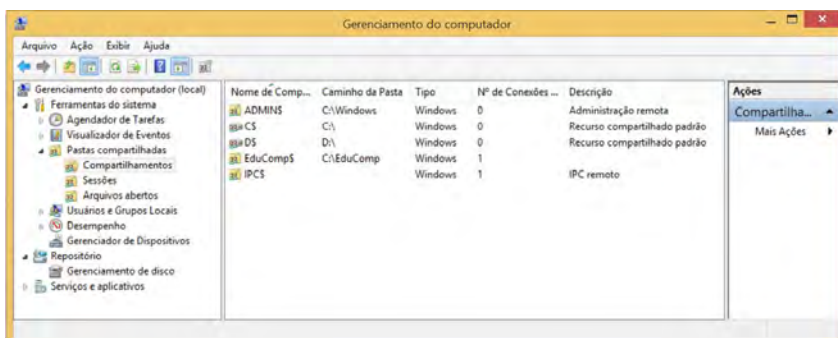 Gerenciamento do computador
Arquivo Ação Exibir Ajuda
Gerenciamento do computador (local)
Ferramentas do sistema
Agendador de Tarefas
Visualizador de Eventos
Pastas compartilhadas
Compartilhamentos
Sessões
Arquivos abertos
Usuários e Grupos Locais
Desempenho
Gerenciador de Dispositivos
Repositório
Gerenciamento de disco
Serviços e aplicativos
Nome de Comp... Caminho da Pasta Tipo Nº de Conexões ... Descrição
ADMIN$ C:\Windows Windows 0 Administração remota
C$ C:\ Windows 0 Recurso compartilhado padrão
D$ D:\ Windows 0 Recurso compartilhado padrão
EduComp$ C:\EduComp Windows 1
IPC$ Windows 1 IPC remoto
Ações
Compartilha...
Mais Ações